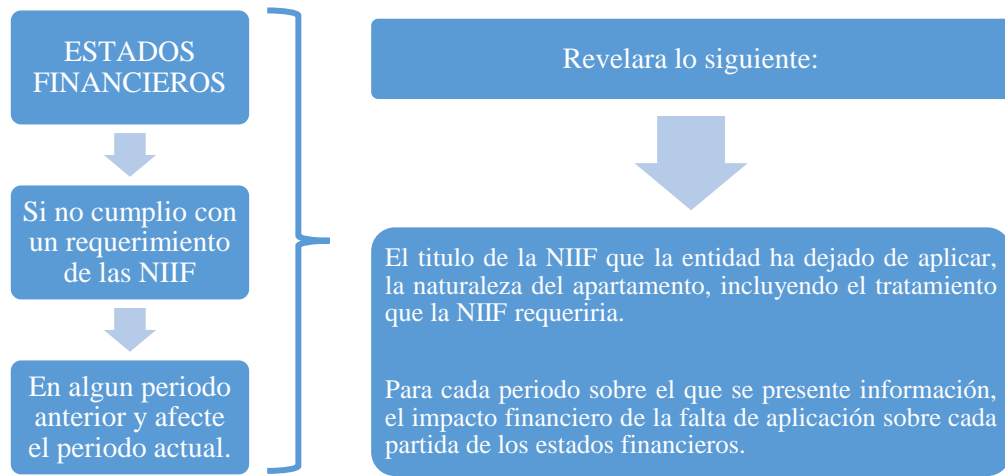 ESTADOS
FINANCIEROS
Si no cumplio con
un requerimiento
de las NIIF
En algun periodo
anterior y afecte
el periodo actual.
Revelara lo siguiente:
El titulo de la NIIF que la entidad ha dejado de aplicar,
la naturaleza del apartamento, incluyendo el tratamiento
que la NIIF requeriria.
Para cada periodo sobre el que se presente información,
el impacto financiero de la falta de aplicación sobre cada
partida de los estados financieros.